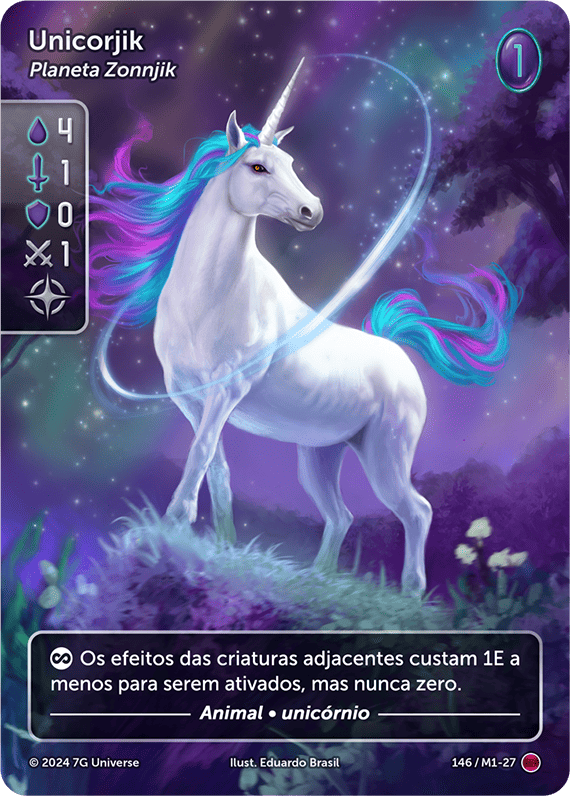 Unicorjik
Planeta Zonnjik
1
4
1
0
1
Os efeitos das criaturas adjacentes custam 1E a
menos para serem ativados, mas nunca zero.
Animal • unicórnio
© 2024 7G Universe
Ilust. Eduardo Brasil
146 / M1-27